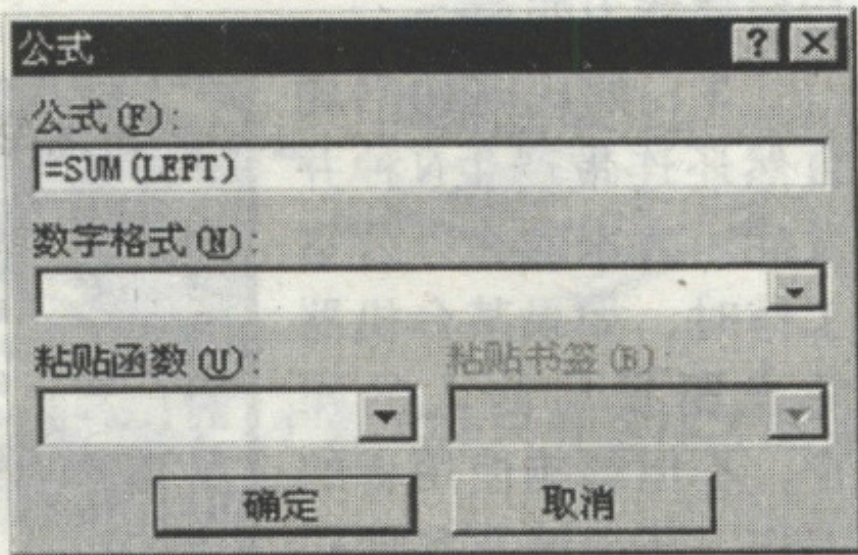 公式
公式(F):
=SUM(LEFT)
数字格式(N):
粘贴函数(U): 粘贴书签(B):
确定 取消